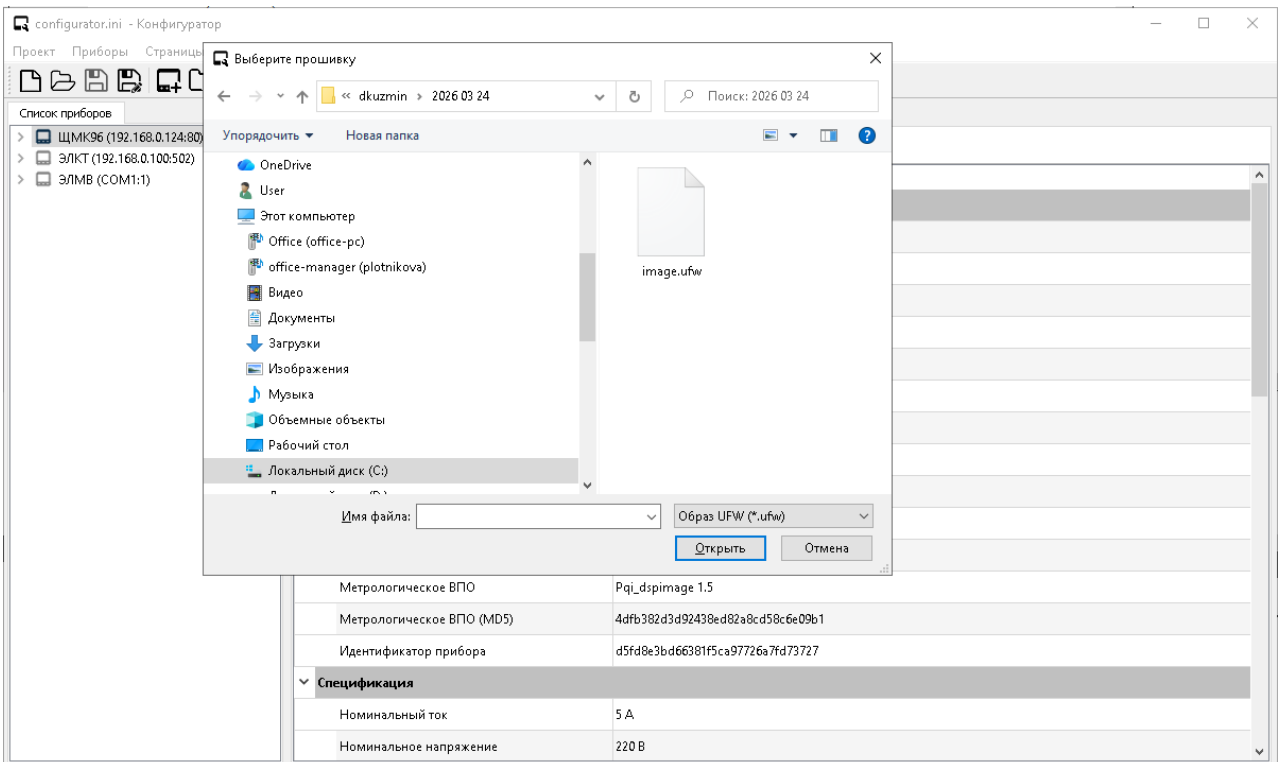 configurator.ini - Конфигуратор
Проект Приборы Страницы
Выберите прошивку
« dkuzmin › 2026 03 24
Поиск: 2026 03 24
Список приборов
Упорядочить
Новая папка
ЩМК96 (192.168.0.124:80)
ЭЛКТ (192.168.0.100:502)
ЭЛМВ (COM1:1)
OneDrive
User
Этот компьютер
Office (office-pc)
office-manager (plotnikova)
Видео
Документы
Загрузки
Изображения
Музыка
Объемные объекты
Рабочий стол
Локальный диск (C:)
image.ufw
Имя файла:
Образ UFW (*.ufw)
Открыть
Отмена
Метрологическое ВПО Pqi_dspimage 1.5
Метрологическое ВПО (MD5) 4dfb382d3d92438ed82a8cd58c6e09b1
Идентификатор прибора d5fd8e3bd66381f5ca97726a7fd73727
Спецификация
Номинальный ток 5 А
Номинальное напряжение 220 В